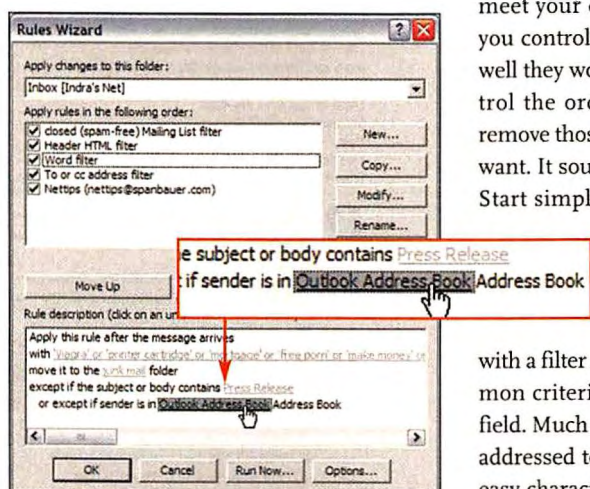 Rules Wizard
Apply changes to this folder:
Inbox [Indra's Net]
Apply rules in the following order:
closed (spam-free) Mailing List filter
Header HTML filter
Word filter
To or cc address filter
Nettips (nettips@spanbauer.com)
New...
Copy...
Modify...
Rename...
Move Up
e subject or body contains Press Release
if sender is in Outlook Address Book Address Book
Rule description (click on an un
Apply this rule after the message arrives
with 'Viagra' or 'printer cartridge' or 'mortgage' or 'free porn' or 'make money' or
move it to the junk mail folder
except if the subject or body contains Press Release
or except if sender is in Outlook Address Book Address Book
OK
Cancel
Run Now...
Options...
meet your
you control
well they wo
trol the ord
remove thos
want. It sou
Start simpl
with a filter
mon criteri
field. Much
addressed to
easy charac